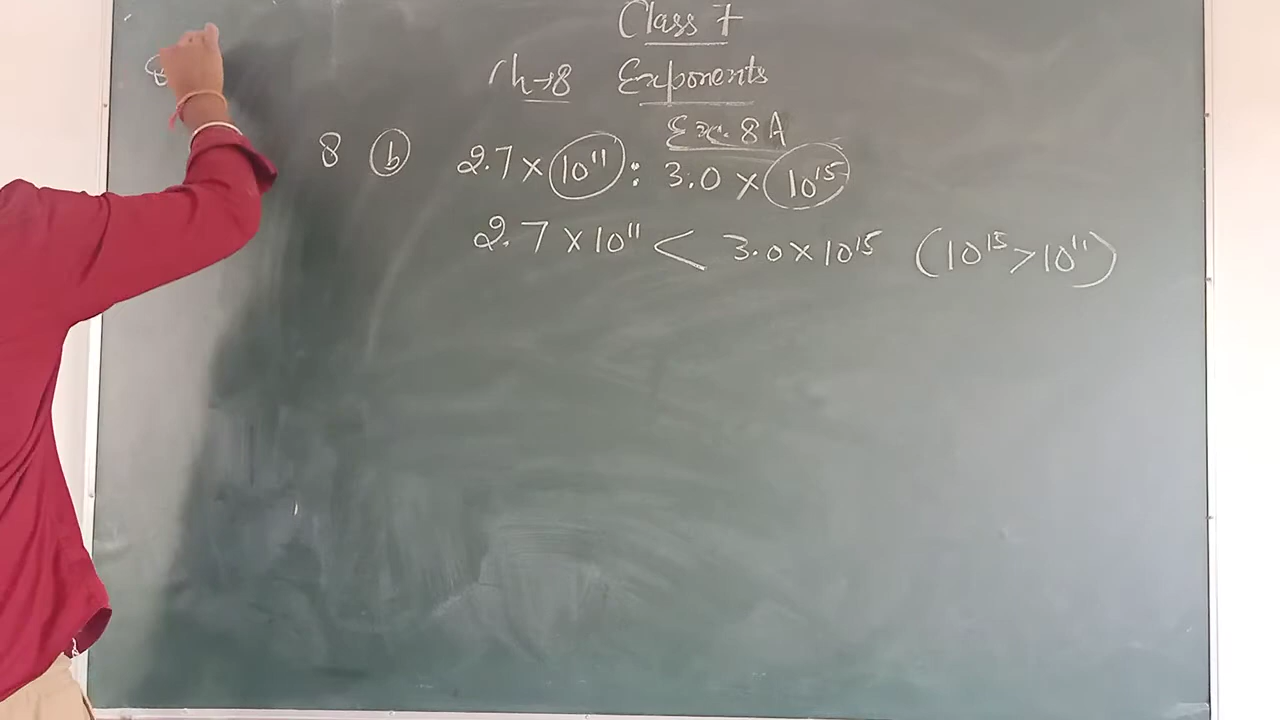 Class 7
Ch→8 Exponents
Ex. 8A
8 (b) 2.7 × 10¹¹ : 3.0 × 10¹⁵
2.7 × 10¹¹ < 3.0 × 10¹⁵ (10¹⁵ > 10¹¹)